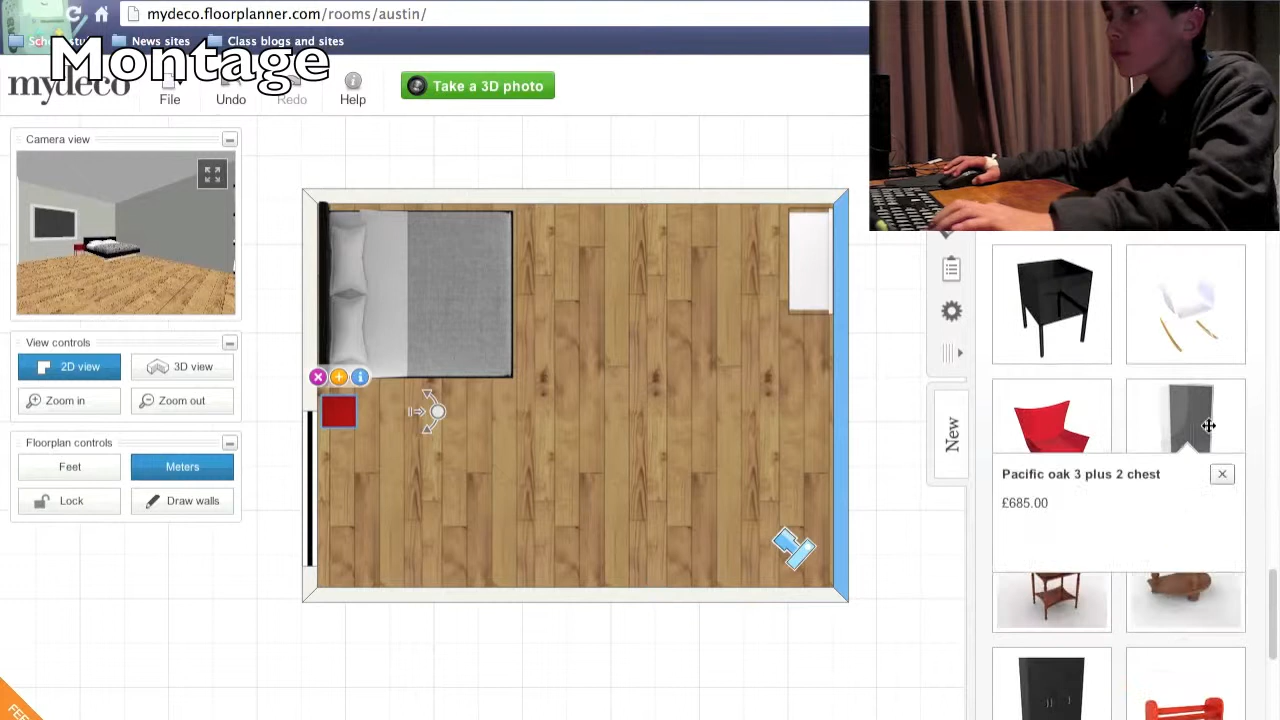 mydeco.floorplanner.com/rooms/austin/
News sites
Class blogs and sites
Montage
mydeco
File
Undo
Redo
Help
Take a 3D photo
Camera view
View controls
2D view
3D view
Zoom in
Zoom out
Floorplan controls
Feet
Meters
Lock
Draw walls
New
Pacific oak 3 plus 2 chest
£685.00